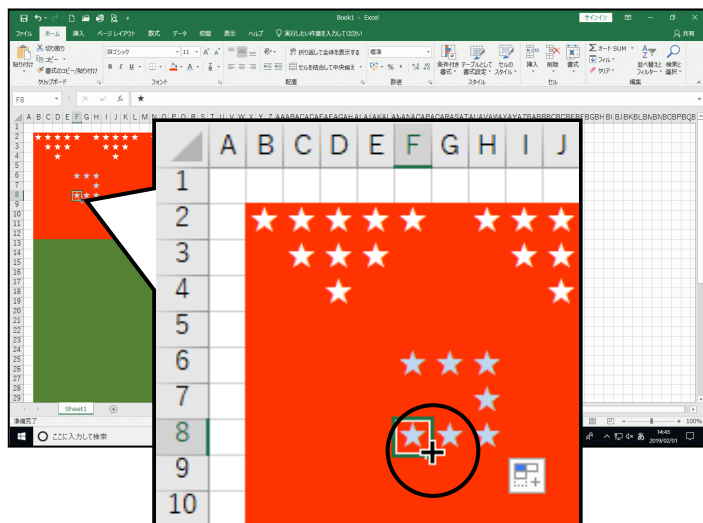 Book1 - Excel
サインイン
ファイル ホーム 挿入 ページレイアウト 数式 データ 校閲 表示 ヘルプ 実行したい作業を入力してください 共有
貼り付け
切り取り
コピー
書式のコピー/貼り付け
クリップボード
游ゴシック 11
B I U
フォント
折り返して全体を表示する
セルを結合して中央揃え
配置
標準
%
数値
条件付き書式
テーブルとして書式設定
セルのスタイル
スタイル
挿入 削除 書式
セル
オート SUM
フィル
クリア
並べ替えと フィルター
検索と 選択
編集
F8 ★
A B C D E F G H I J
1
2 ★ ★ ★ ★ ★ ★ ★ ★
3 ★ ★ ★ ★ ★
4 ★ ★
5
6 ★ ★ ★
7 ★
8 ★ ★ ★
9
10
Sheet1
準備完了
100%
ここに入力して検索
あ
14:43
2019/02/01